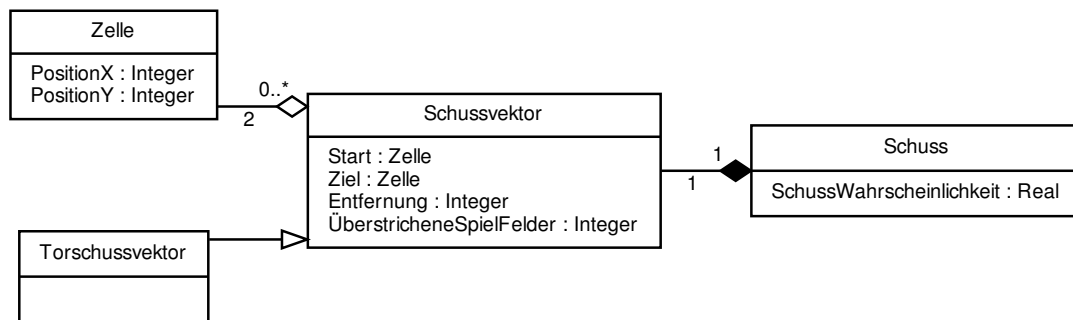 Zelle
PositionX : Integer
PositionY : Integer
0..*
2
Schussvektor
Start : Zelle
Ziel : Zelle
Entfernung : Integer
ÜberstricheneSpielFelder : Integer
1
1
Schuss
SchussWahrscheinlichkeit : Real
Torschussvektor